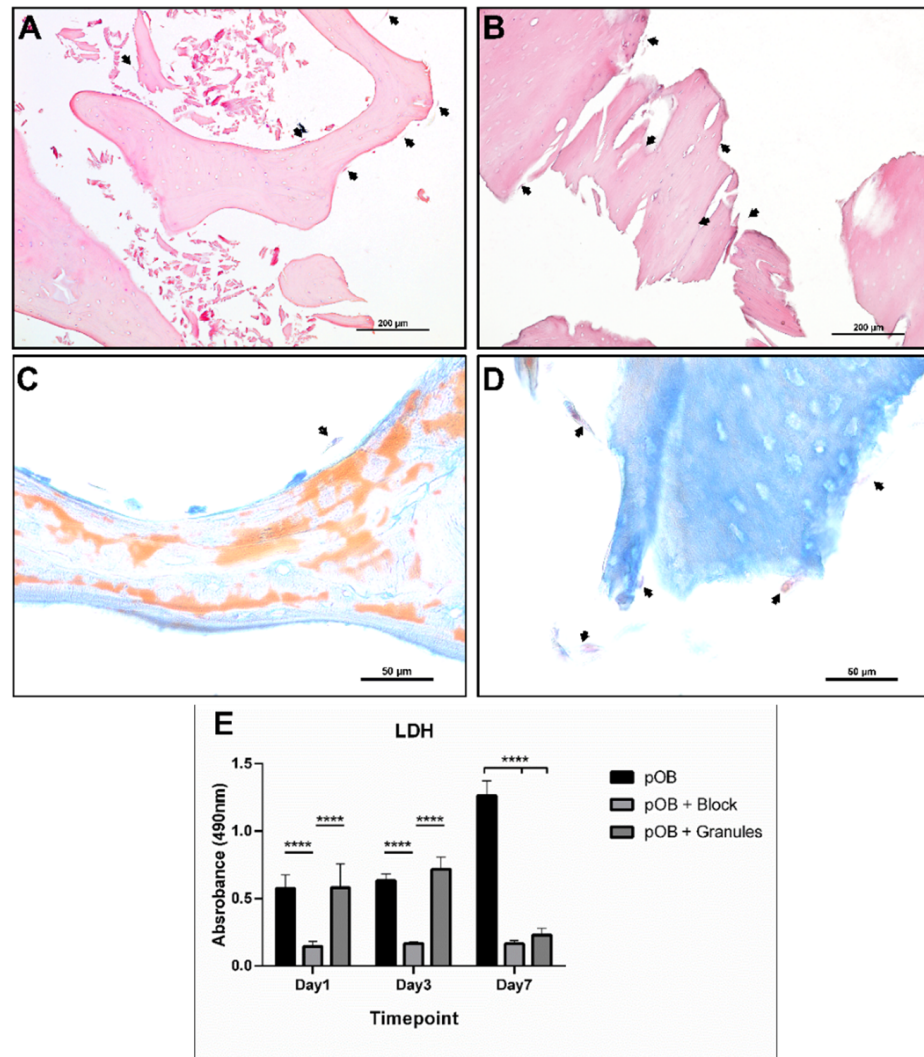 A
200 µm
B
200 µm
C
50 µm
D
50 µm
E
LDH
Absrobance (490nm)
1.5
1.0
0.5
0.0
****
****
****
****
****
pOB
pOB + Block
pOB + Granules
Day1
Day3
Day7
Timepoint